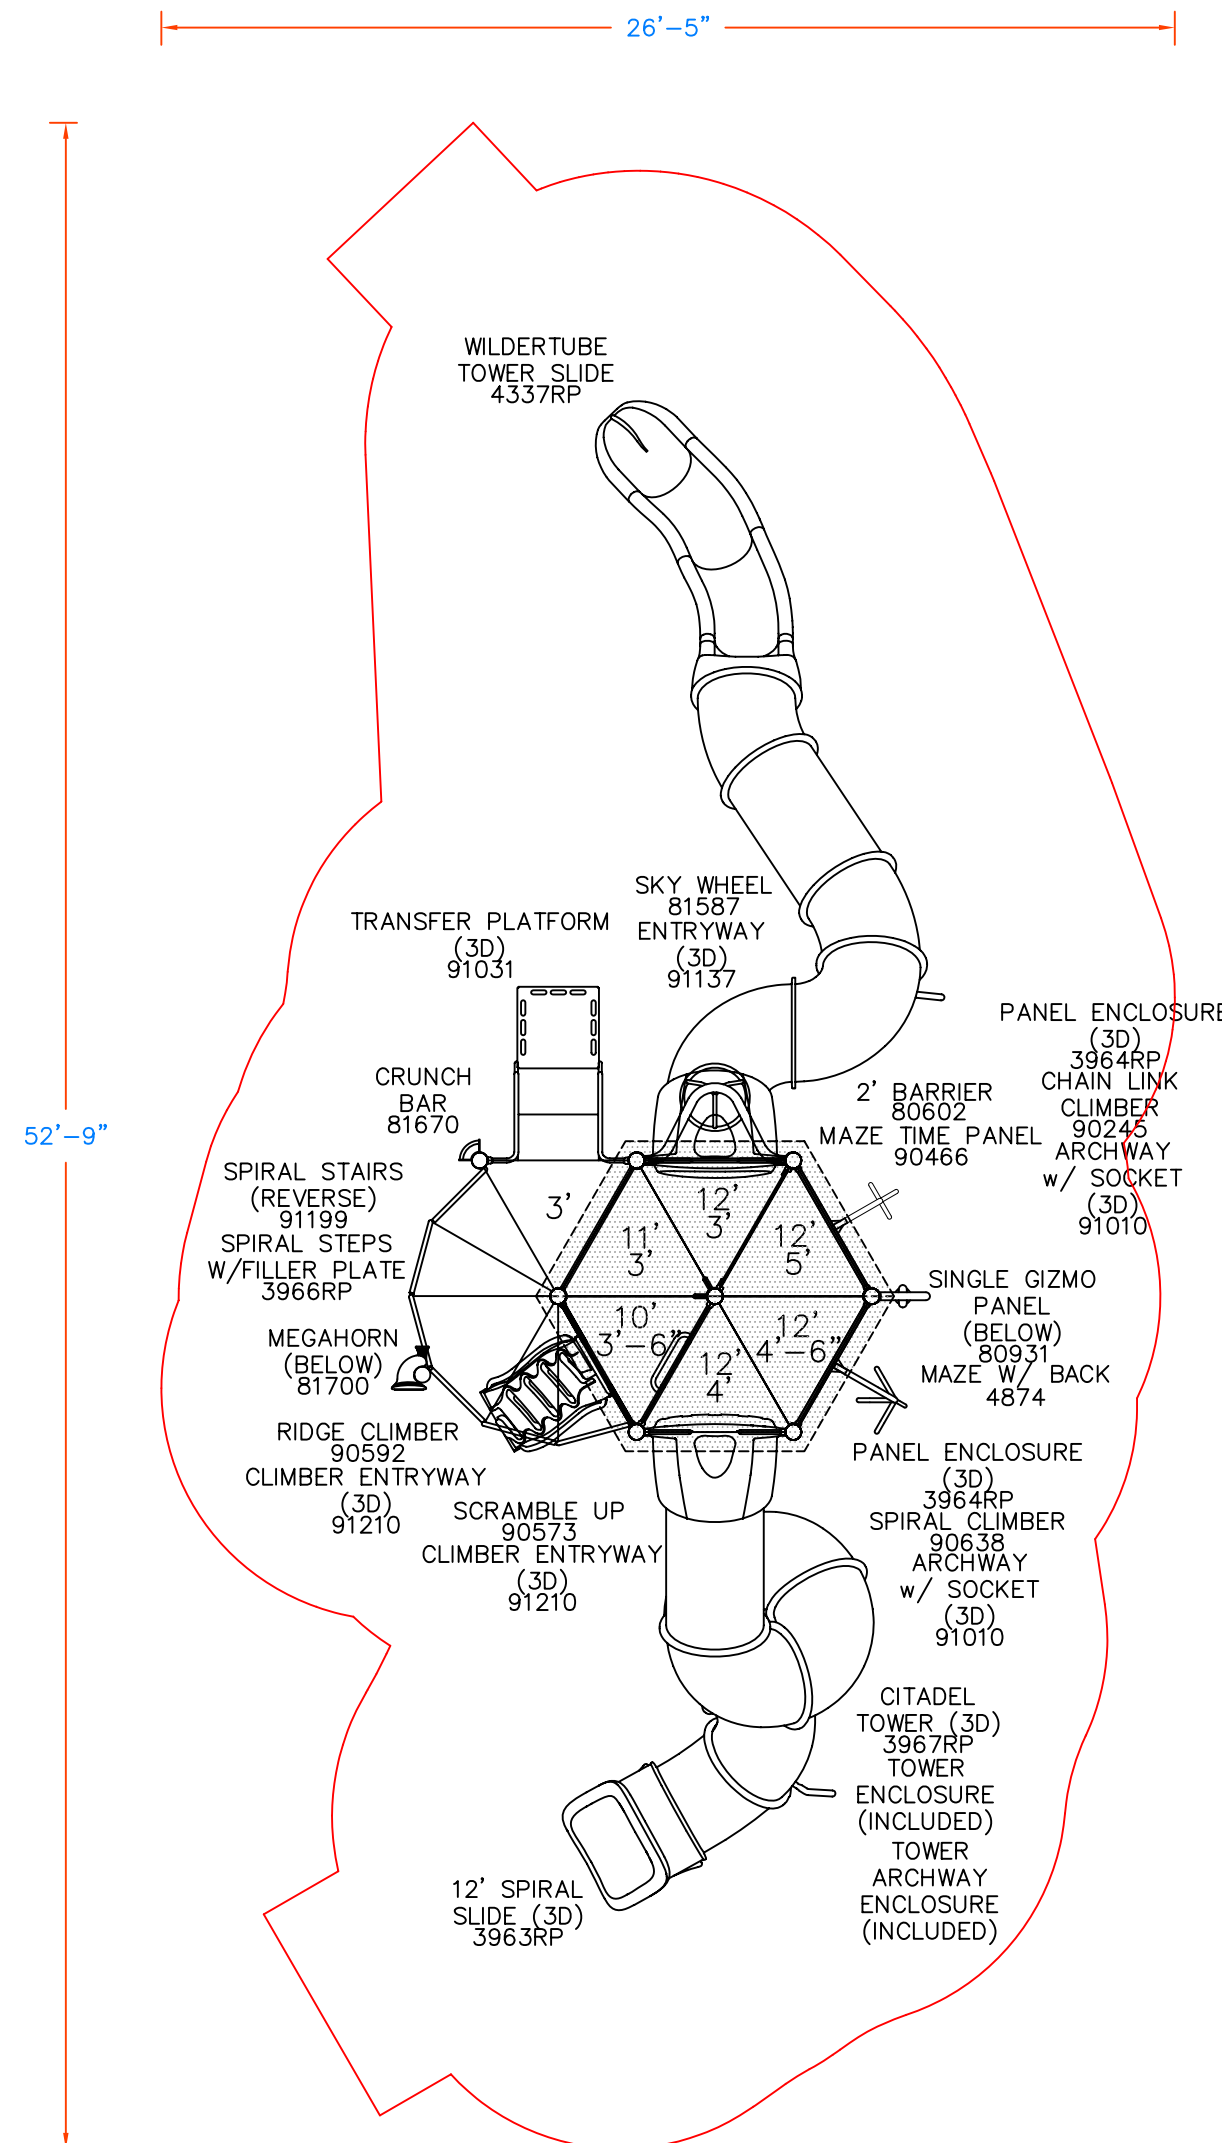 26'-5"
52'-9"
WILDERTUBE
TOWER SLIDE
4337RP
SKY WHEEL
81587
ENTRYWAY
(3D)
91137
TRANSFER PLATFORM
(3D)
91031
PANEL ENCLOSURE
(3D)
3964RP
CHAIN LINK
CLIMBER
90245
ARCHWAY
w/ SOCKET
(3D)
91010
CRUNCH
BAR
81670
2' BARRIER
80602
MAZE TIME PANEL
90466
SPIRAL STAIRS
(REVERSE)
91199
SPIRAL STEPS
W/FILLER PLATE
3966RP
3'
12'
3'
11'
3'
12'
5'
10'
3'-6"
12'
4'-6"
12'
4'
SINGLE GIZMO
PANEL
(BELOW)
80931
MAZE W/ BACK
4874
MEGAHORN
(BELOW)
81700
RIDGE CLIMBER
90592
CLIMBER ENTRYWAY
(3D)
91210
SCRAMBLE UP
90573
CLIMBER ENTRYWAY
(3D)
91210
PANEL ENCLOSURE
(3D)
3964RP
SPIRAL CLIMBER
90638
ARCHWAY
w/ SOCKET
(3D)
91010
CITADEL
TOWER (3D)
3967RP
TOWER
ENCLOSURE
(INCLUDED)
TOWER
ARCHWAY
ENCLOSURE
(INCLUDED)
12' SPIRAL
SLIDE (3D)
3963RP